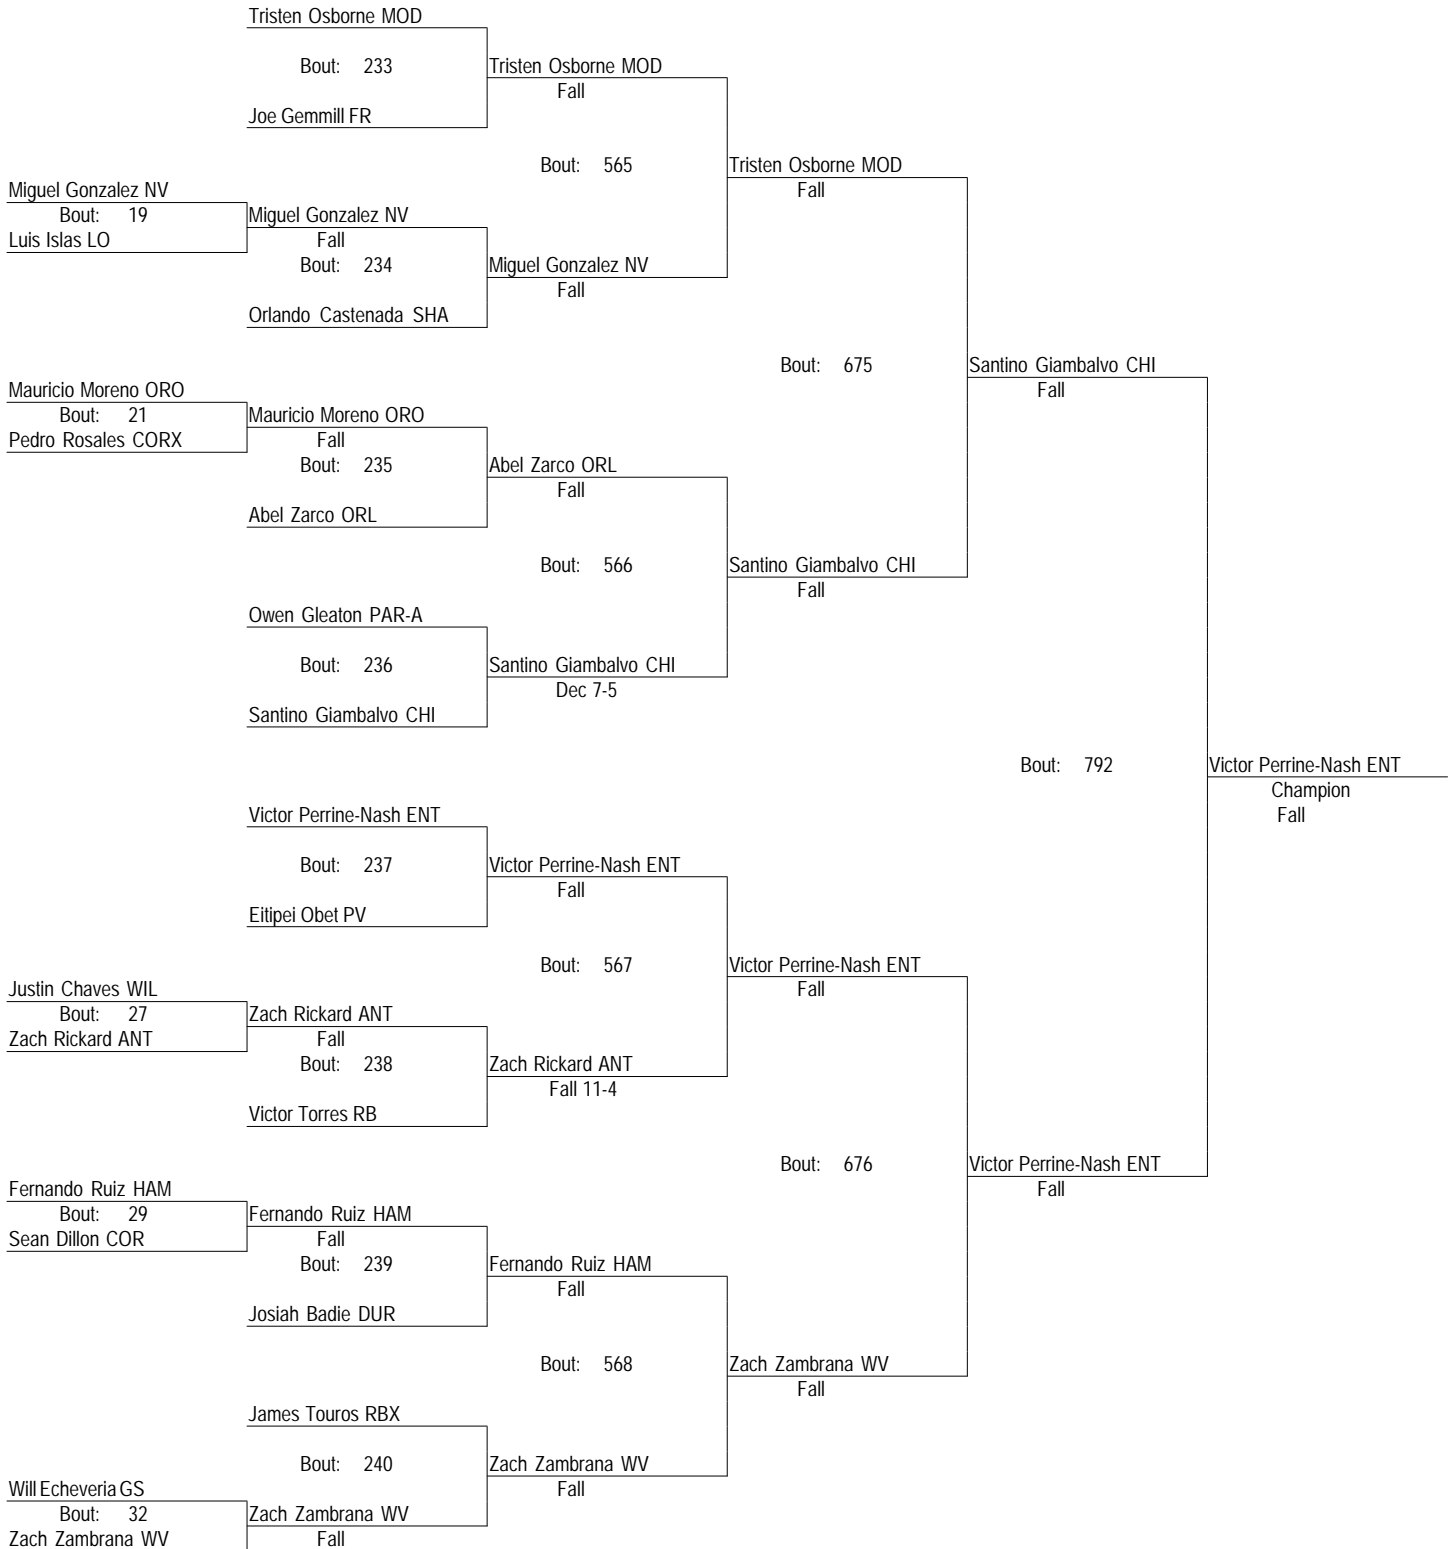 Tristen Osborne MOD
Bout: 233
Tristen Osborne MOD
Fall
Joe Gemmill FR
Bout: 565
Tristen Osborne MOD
Fall
Miguel Gonzalez NV
Bout: 19
Miguel Gonzalez NV
Luis Islas LO
Fall
Bout: 234
Miguel Gonzalez NV
Fall
Orlando Castenada SHA
Bout: 675
Santino Giambalvo CHI
Fall
Mauricio Moreno ORO
Bout: 21
Mauricio Moreno ORO
Pedro Rosales CORX
Fall
Bout: 235
Abel Zarco ORL
Fall
Abel Zarco ORL
Bout: 566
Santino Giambalvo CHI
Fall
Owen Gleaton PAR-A
Bout: 236
Santino Giambalvo CHI
Dec 7-5
Santino Giambalvo CHI
Bout: 792
Victor Perrine-Nash ENT
Champion
Fall
Victor Perrine-Nash ENT
Bout: 237
Victor Perrine-Nash ENT
Fall
Eitipei Obet PV
Bout: 567
Victor Perrine-Nash ENT
Fall
Justin Chaves WIL
Bout: 27
Zach Rickard ANT
Zach Rickard ANT
Fall
Bout: 238
Zach Rickard ANT
Fall 11-4
Victor Torres RB
Bout: 676
Victor Perrine-Nash ENT
Fall
Fernando Ruiz HAM
Bout: 29
Fernando Ruiz HAM
Sean Dillon COR
Fall
Bout: 239
Fernando Ruiz HAM
Fall
Josiah Badie DUR
Bout: 568
Zach Zambrana WV
Fall
James Touros RBX
Bout: 240
Zach Zambrana WV
Fall
Will Echeveria GS
Bout: 32
Zach Zambrana WV
Zach Zambrana WV
Fall